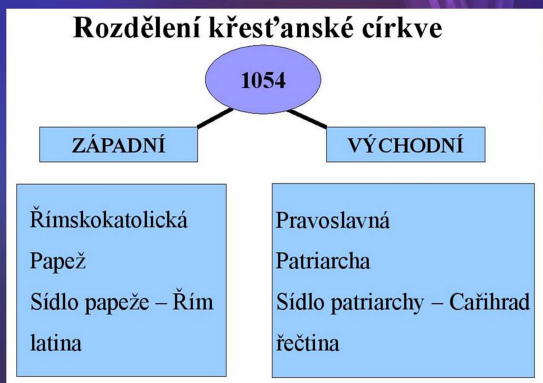 Rozdělení křesťanské církve
1054
ZÁPADNÍ
VÝCHODNÍ
Římskokatolická
Papež
Sídlo papeže – Řím
latina
Pravoslavná
Patriarcha
Sídlo patriarchy – Cařihrad
řečtina